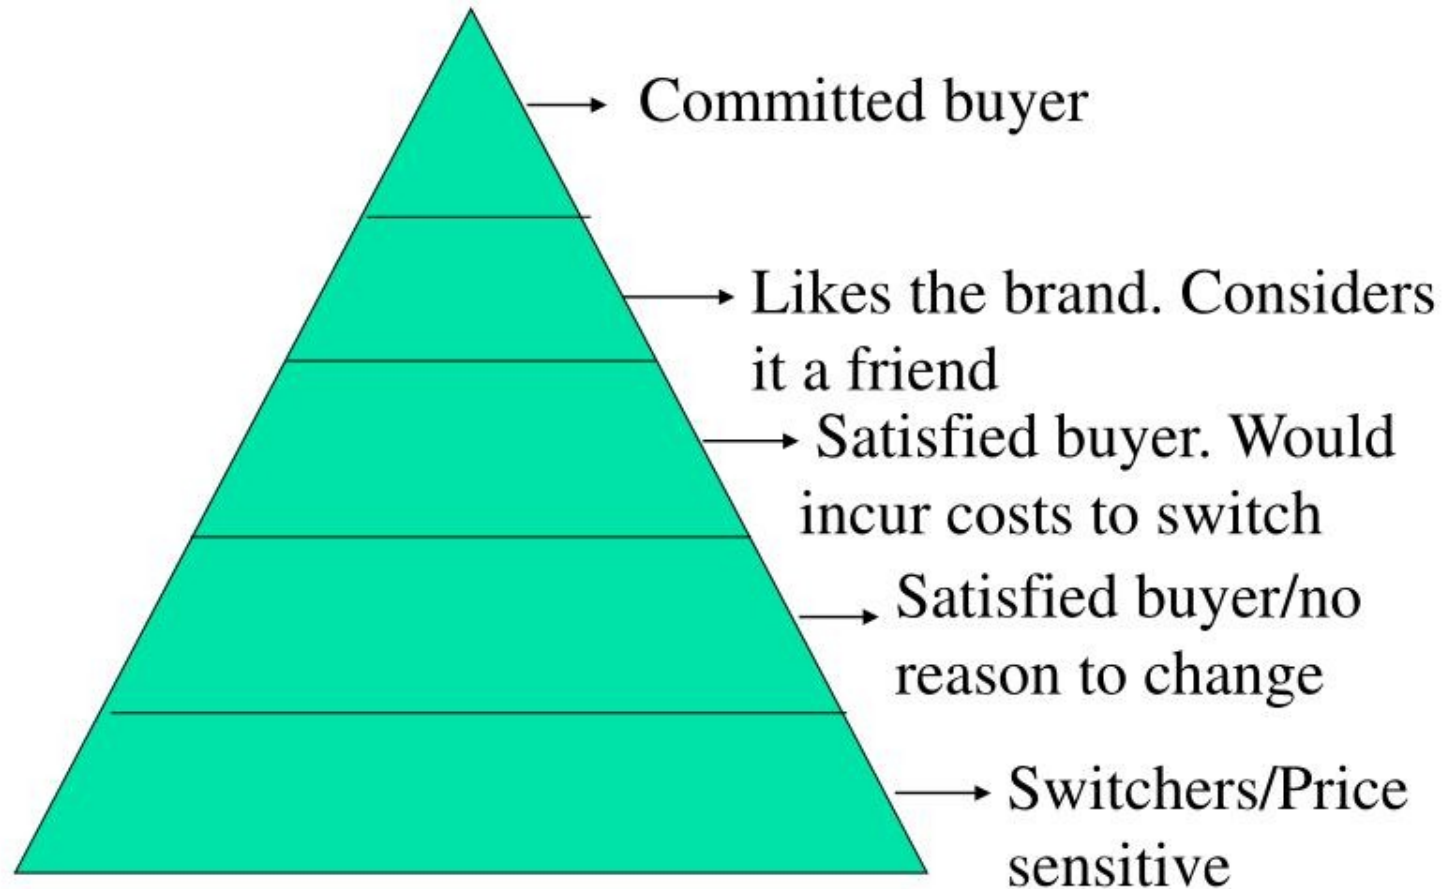 Committed buyer
Likes the brand. Considers
it a friend
Satisfied buyer. Would
incur costs to switch
Satisfied buyer/no
reason to change
Switchers/Price
sensitive